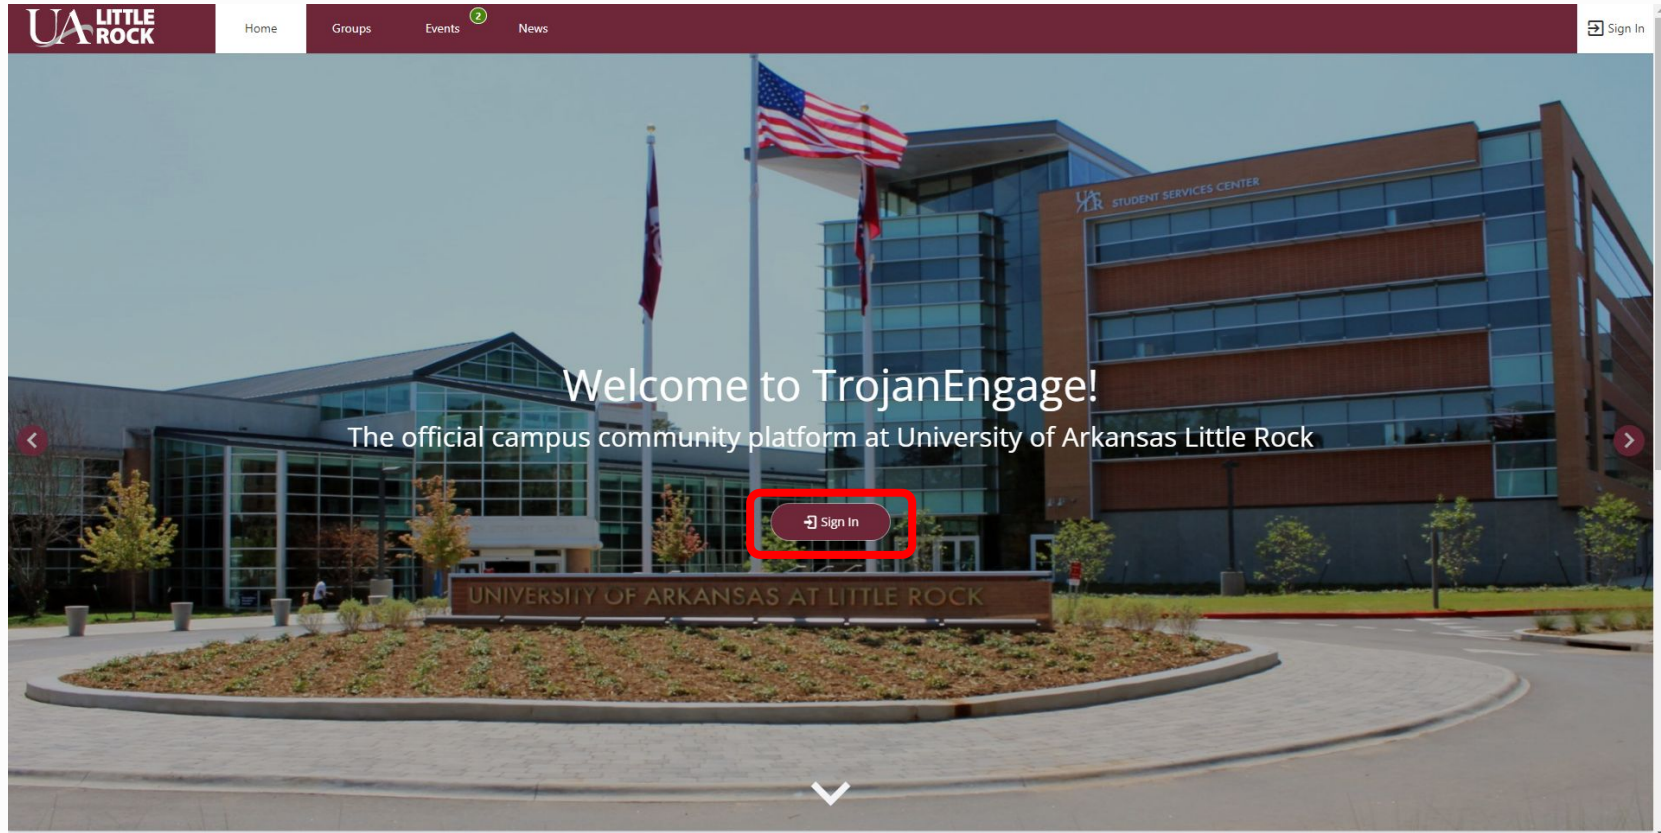 UA LITTLE
ROCK
Home
Groups
Events
2
News
Sign In
UALR STUDENT SERVICES CENTER
Welcome to TrojanEngage!
The official campus community platform at University of Arkansas Little Rock
Sign In
UNIVERSITY OF ARKANSAS AT LITTLE ROCK